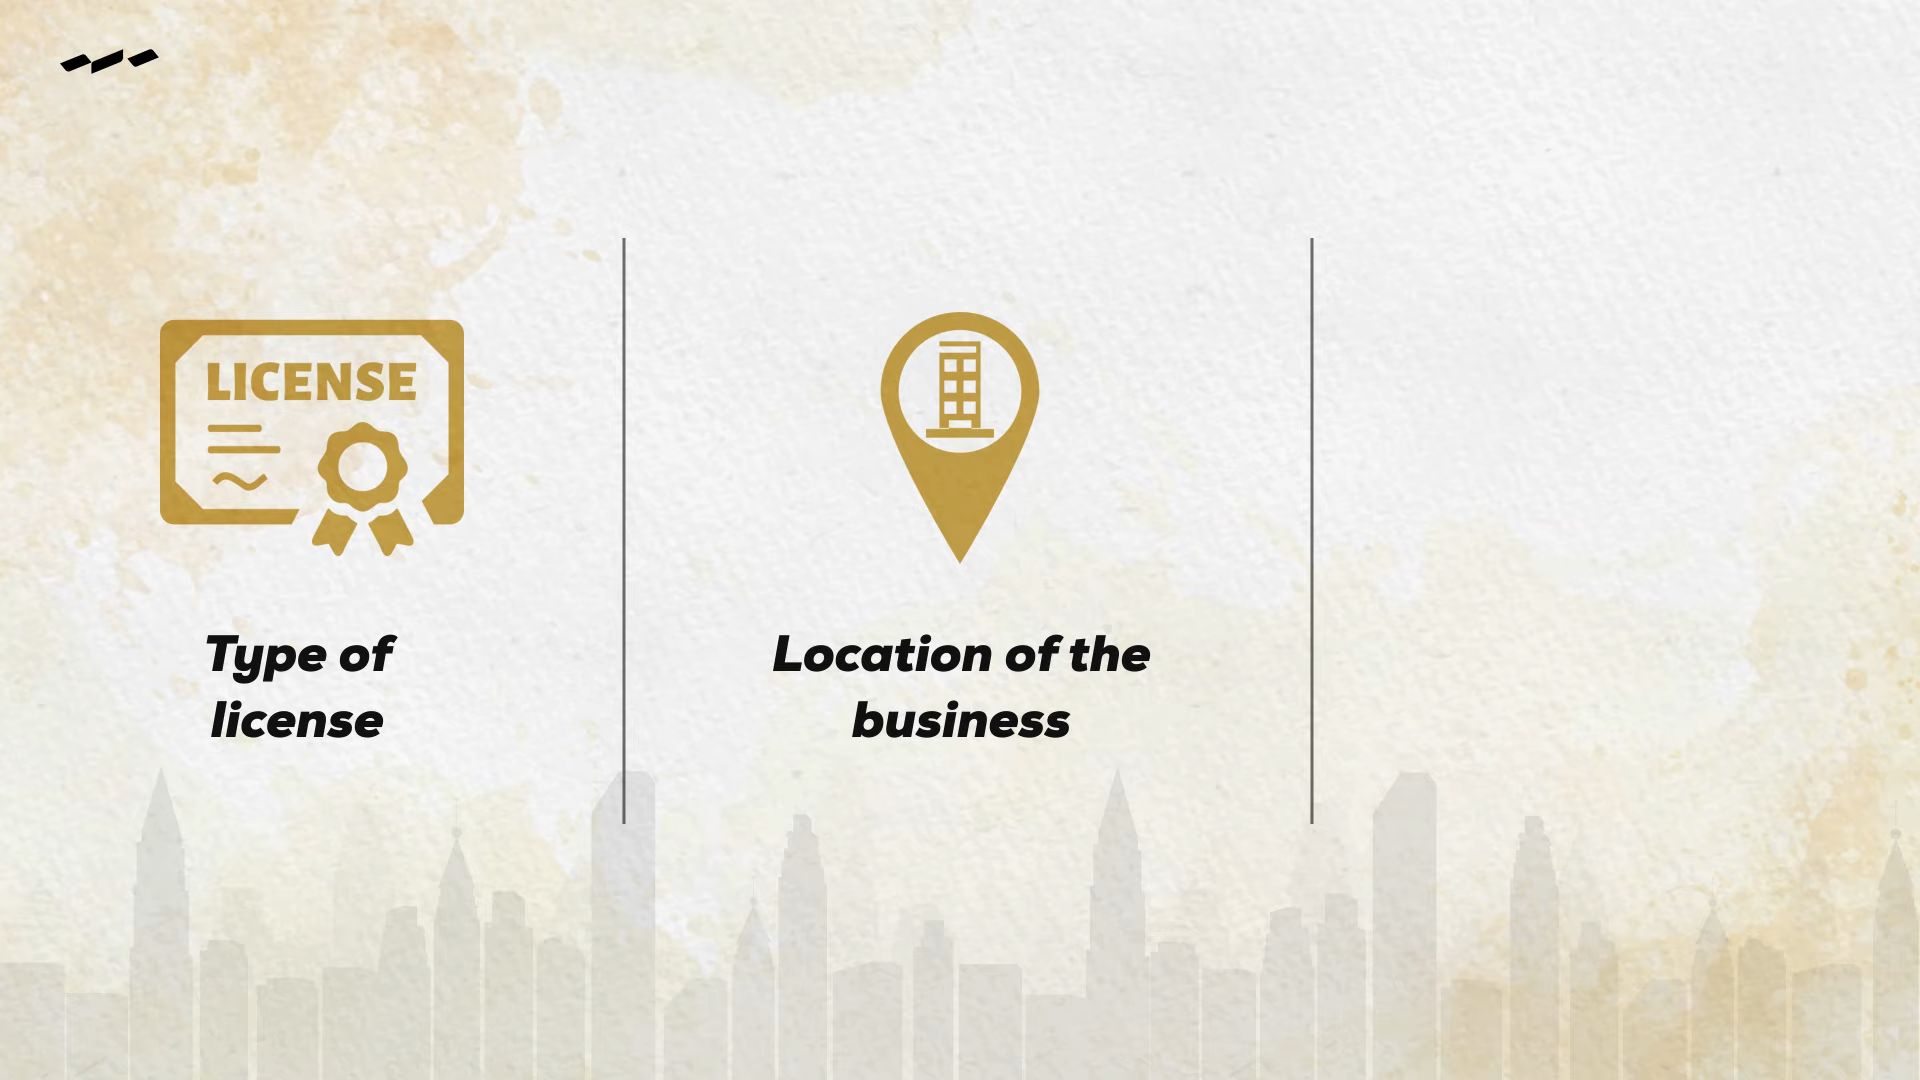 LICENSE
Type of
license
Location of the
business